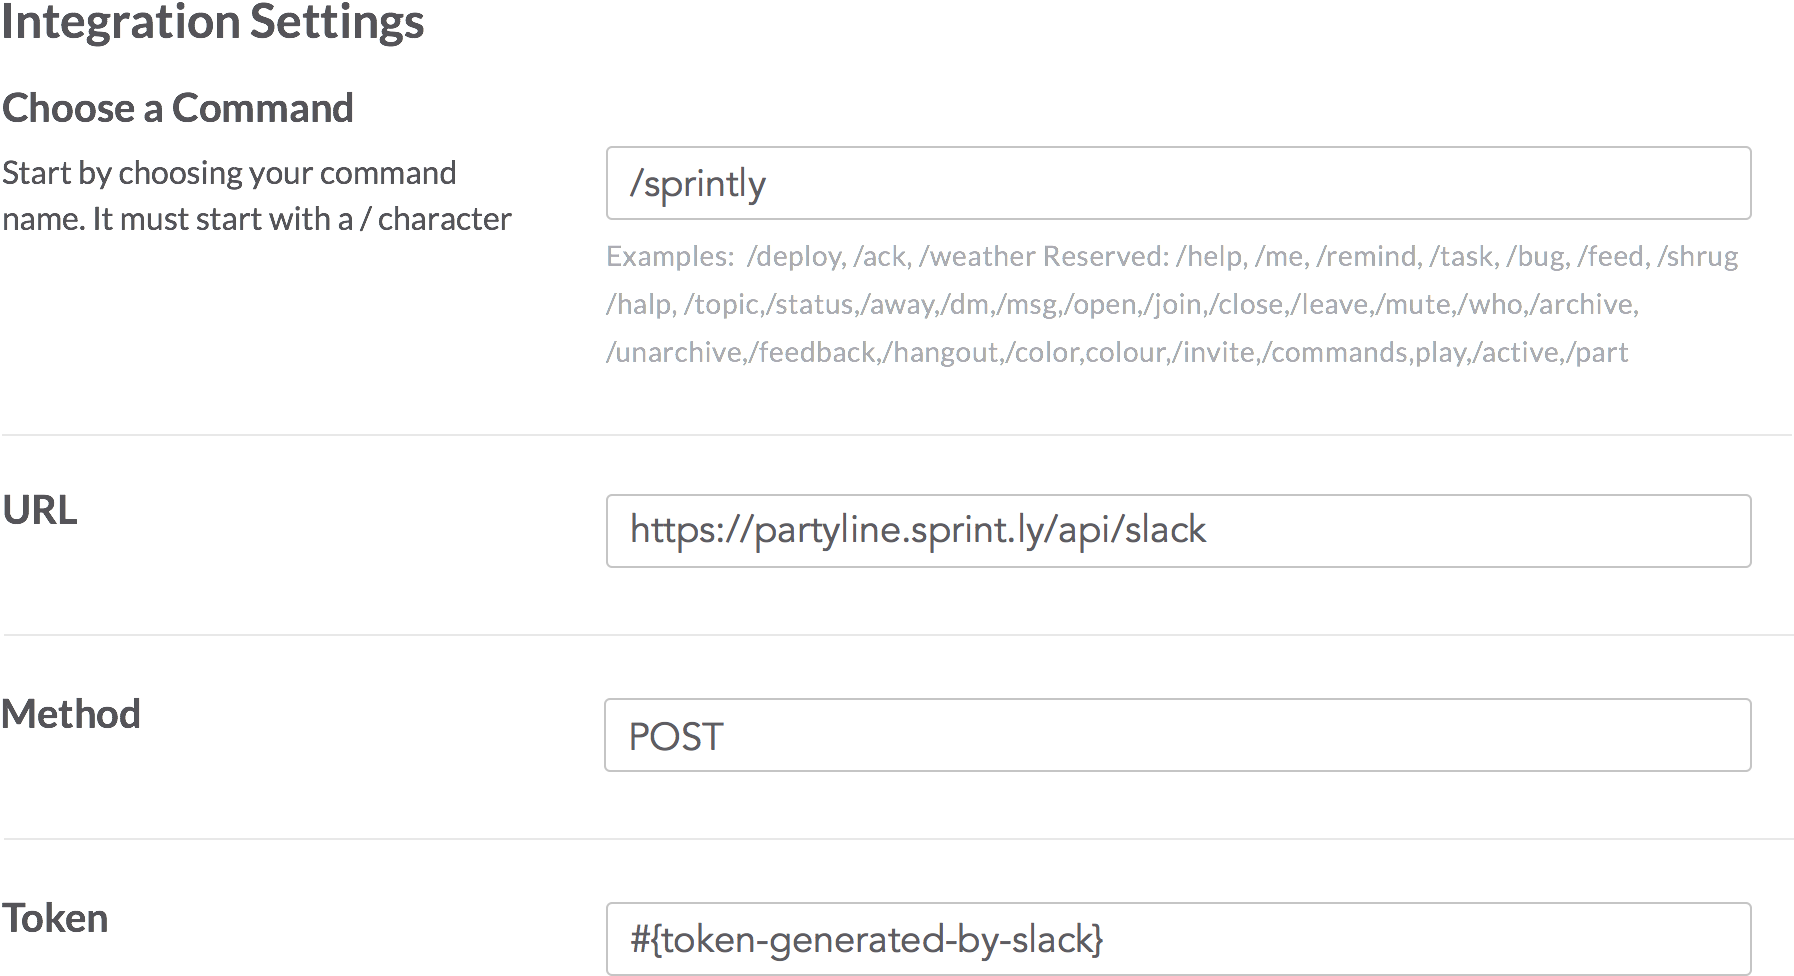 Integration Settings
Choose a Command
Start by choosing your command
name. It must start with a / character
/sprintly
Examples:  /deploy, /ack, /weather Reserved: /help, /me, /remind, /task, /bug, /feed, /shrug
/halp, /topic,/status,/away,/dm,/msg,/open,/join,/close,/leave,/mute,/who,/archive,
/unarchive,/feedback,/hangout,/color,colour,/invite,/commands,play,/active,/part
URL
https://partyline.sprint.ly/api/slack
Method
POST
Token
#{token-generated-by-slack}